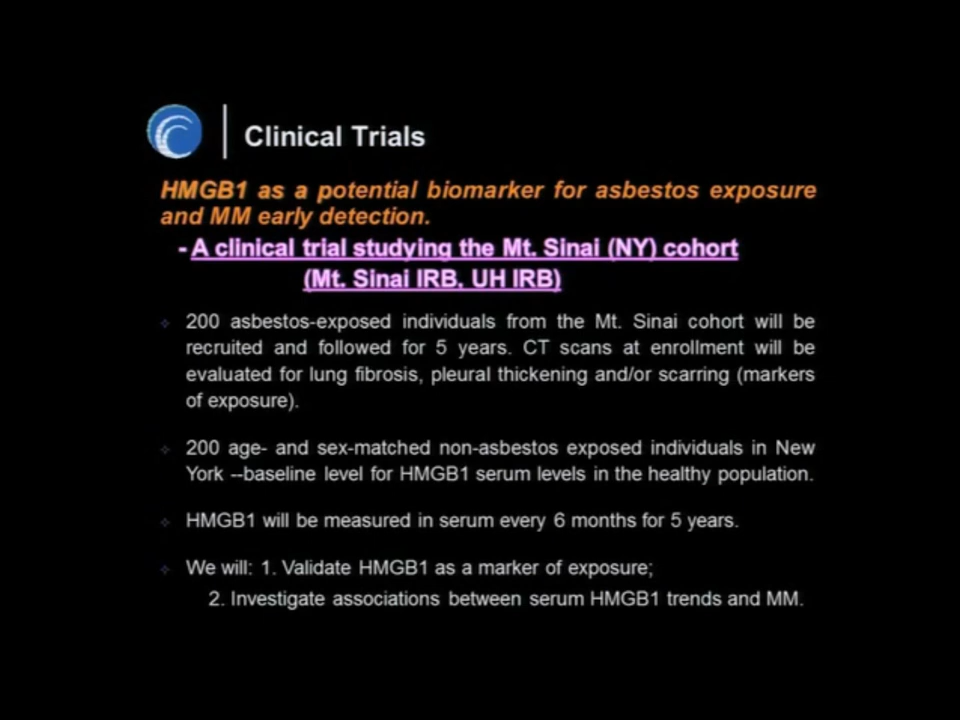 Clinical Trials
HMGB1 as a potential biomarker for asbestos exposure
and MM early detection.
- A clinical trial studying the Mt. Sinai (NY) cohort
(Mt. Sinai IRB, UH IRB)
200 asbestos-exposed individuals from the Mt. Sinai cohort will be
recruited and followed for 5 years. CT scans at enrollment will be
evaluated for lung fibrosis, pleural thickening and/or scarring (markers
of exposure).
200 age- and sex-matched non-asbestos exposed individuals in New
York --baseline level for HMGB1 serum levels in the healthy population.
HMGB1 will be measured in serum every 6 months for 5 years.
We will: 1. Validate HMGB1 as a marker of exposure;
2. Investigate associations between serum HMGB1 trends and MM.